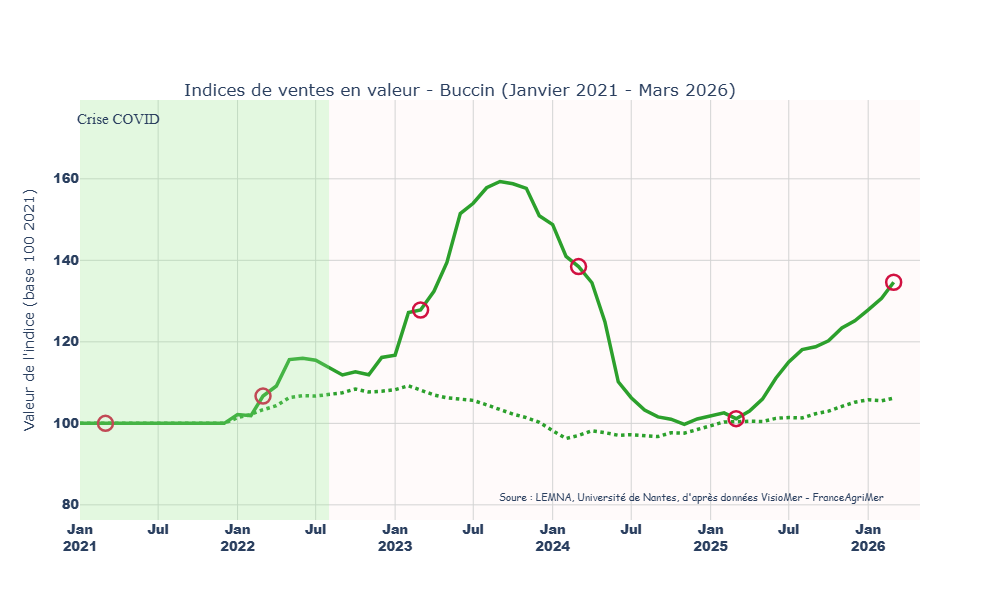 Indices de ventes en valeur - Buccin (Janvier 2021 - Mars 2026)
Crise COVID
Valeur de l'indice (base 100 2021)
160
140
120
100
80
Soure : LEMNA, Université de Nantes, d'après données VisioMer - FranceAgriMer
Jan Jul Jan Jul Jan Jul Jan Jul Jan Jul Jan
2021 2022 2023 2024 2025 2026